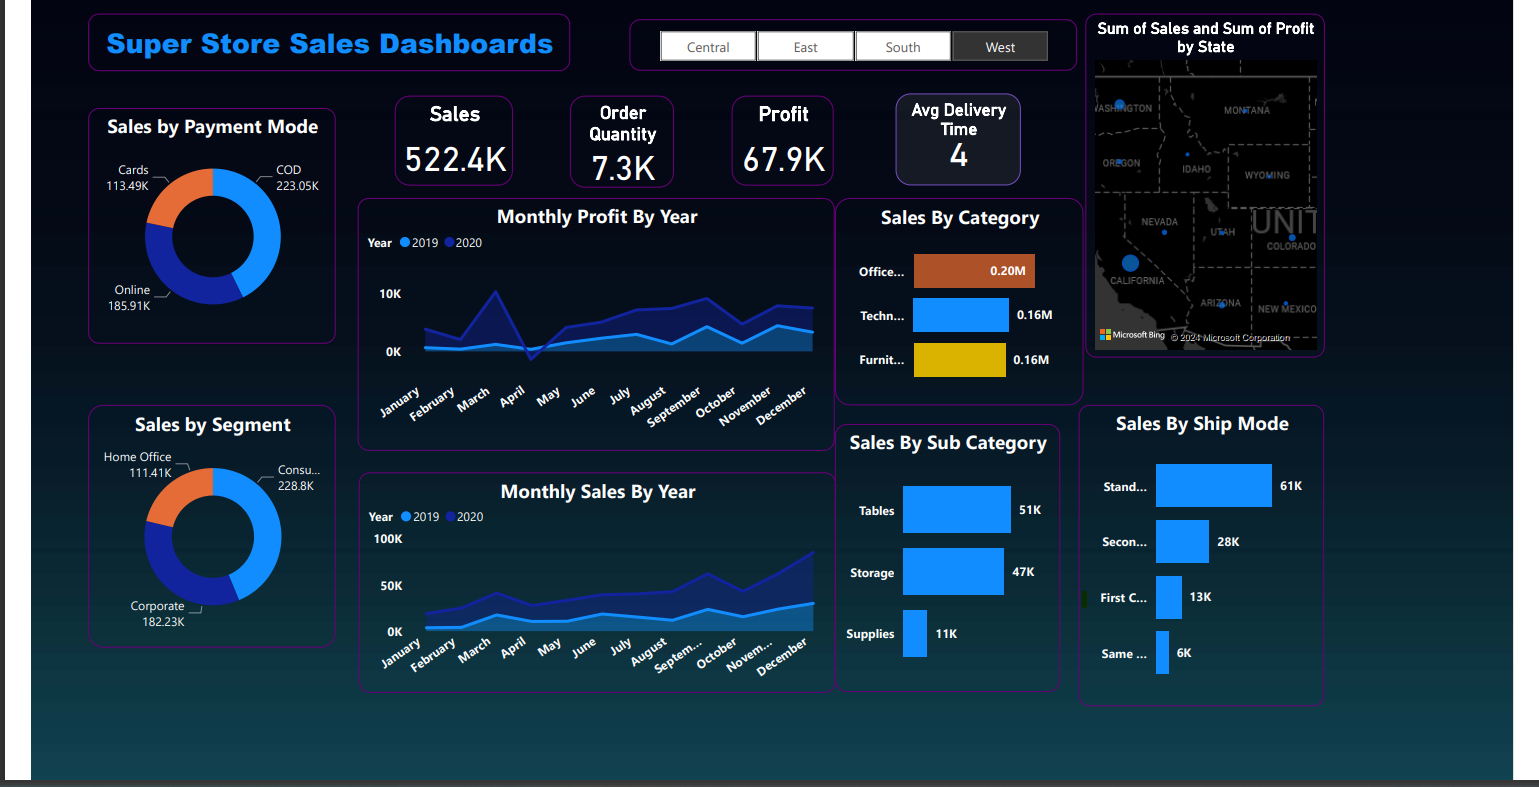 Super Store Sales Dashboards
Central
East
South
West
Sum of Sales and Sum of Profit
by State
WASHINGTON
MONTANA
OREGON
IDAHO
WYOMING
NEVADA
UTAH
UNIT
COLORADO
CALIFORNIA
ARIZONA
NEW MEXICO
Microsoft Bing
© 2024 Microsoft Corporation
Sales by Payment Mode
Cards
113.49K
COD
223.05K
Online
185.91K
Sales
522.4K
Order
Quantity
7.3K
Profit
67.9K
Avg Delivery
Time
4
Monthly Profit By Year
Year 2019 2020
10K
0K
January
February
March
April
May
June
July
August
September
October
November
December
Sales By Category
Office... 0.20M
Techn... 0.16M
Furnit... 0.16M
Sales by Segment
Home Office
111.41K
Consu...
228.8K
Corporate
182.23K
Monthly Sales By Year
Year 2019 2020
100K
50K
0K
January
February
March
April
May
June
July
August
Septem...
October
Novem...
December
Sales By Sub Category
Tables 51K
Storage 47K
Supplies 11K
Sales By Ship Mode
Stand... 61K
Secon... 28K
First C... 13K
Same ... 6K